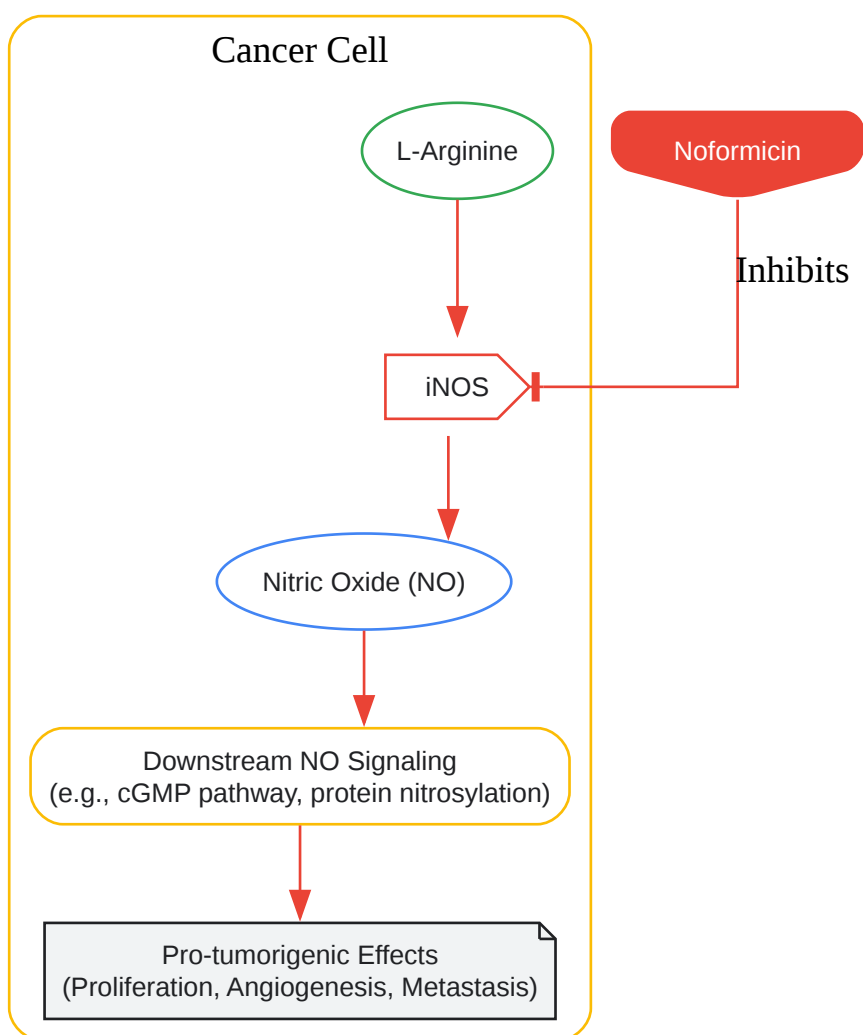 Cancer Cell
L-Arginine
Noformicin
Inhibits
iNOS
Nitric Oxide (NO)
Downstream NO Signaling
(e.g., cGMP pathway, protein nitrosylation)
Pro-tumorigenic Effects
(Proliferation, Angiogenesis, Metastasis)